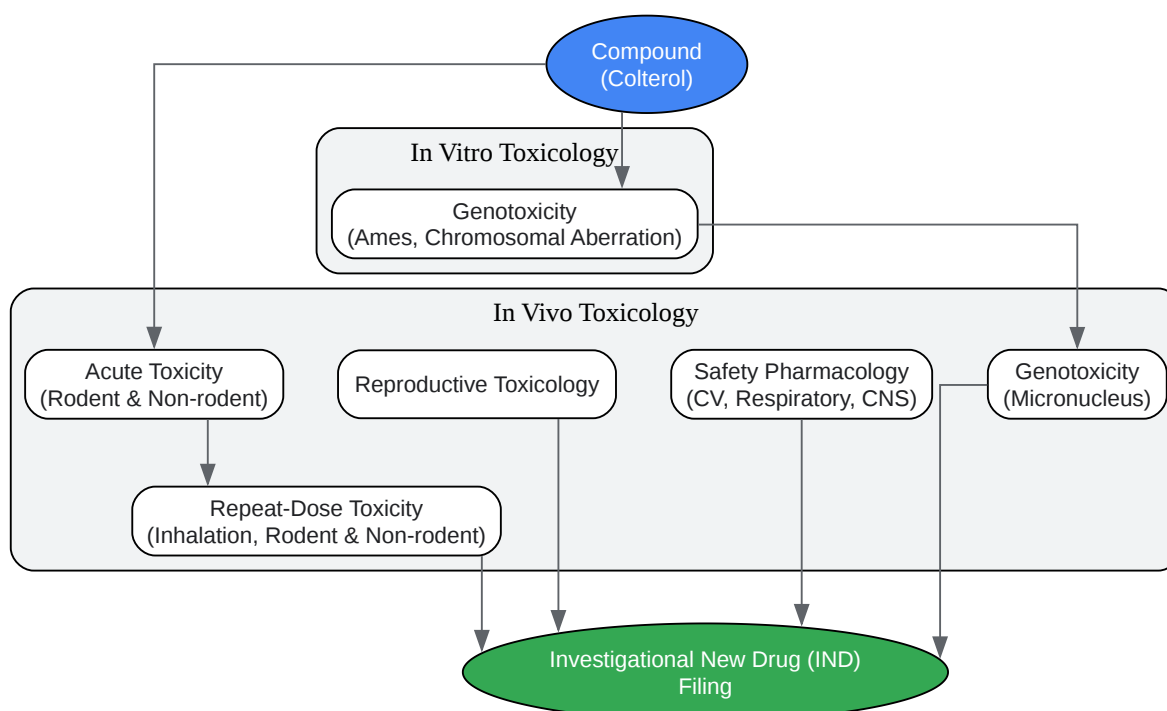 Compound
(Colterol)
In Vitro Toxicology
Genotoxicity
(Ames, Chromosomal Aberration)
In Vivo Toxicology
Acute Toxicity
(Rodent & Non-rodent)
Reproductive Toxicology
Safety Pharmacology
(CV, Respiratory, CNS)
Genotoxicity
(Micronucleus)
Repeat-Dose Toxicity
(Inhalation, Rodent & Non-rodent)
Investigational New Drug (IND)
Filing